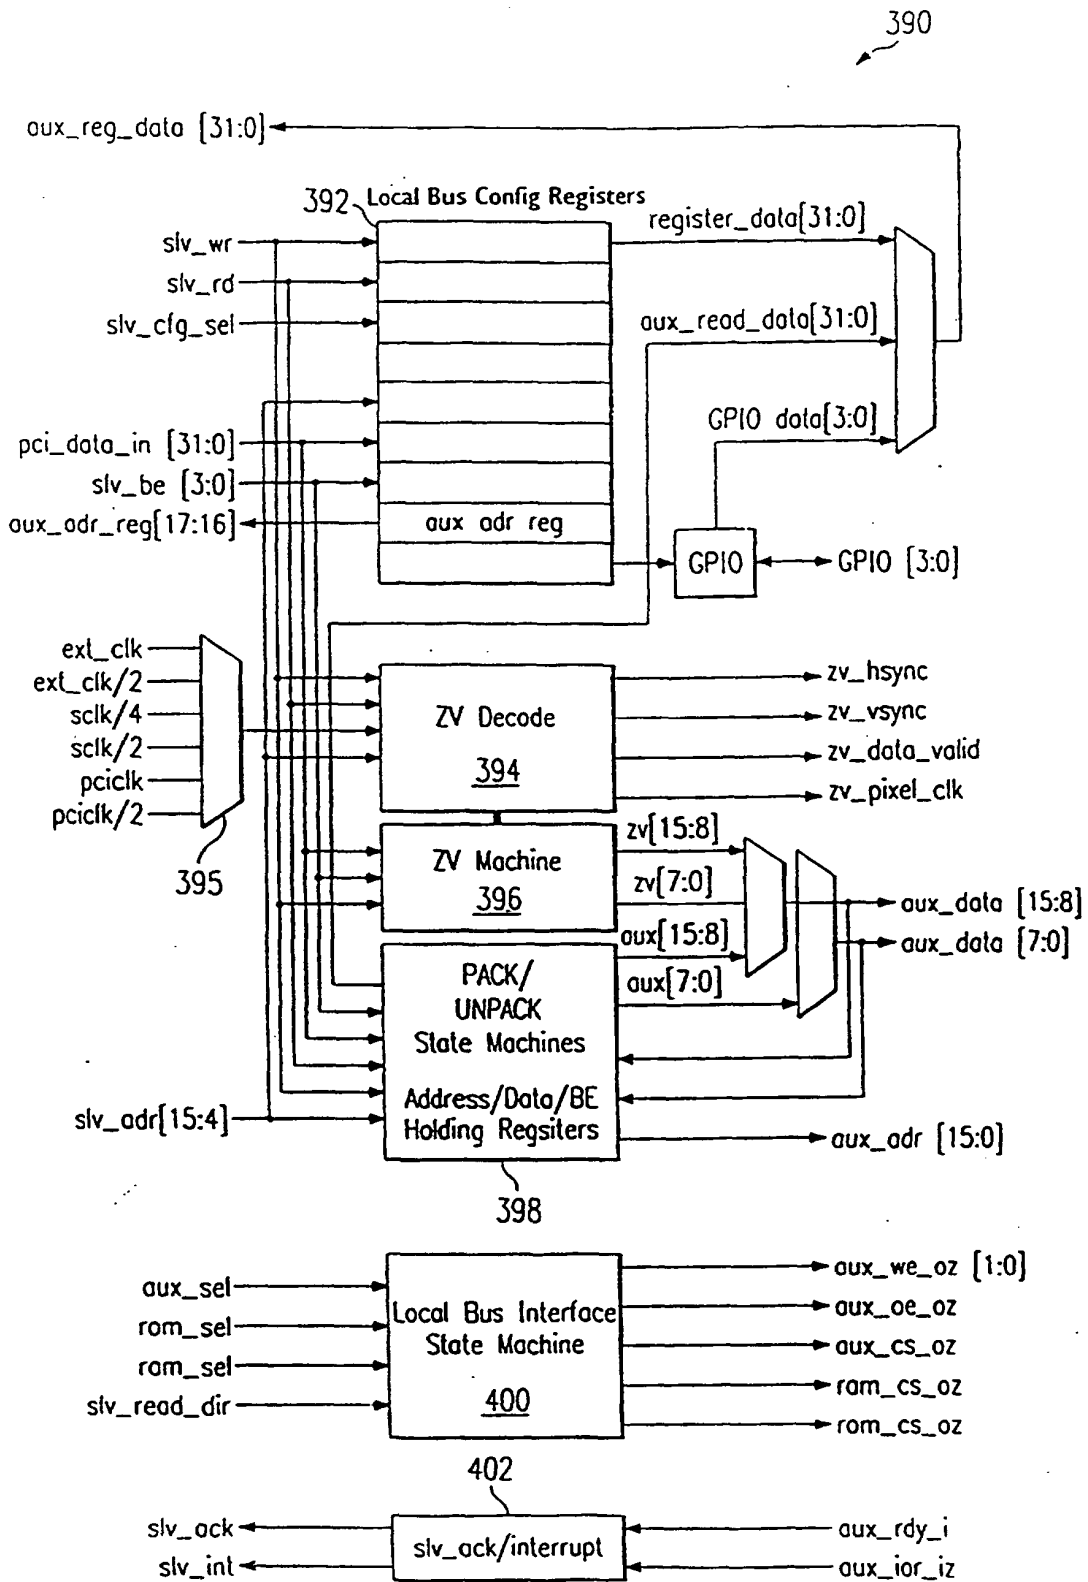 390
aux_reg_data [31:0]
392 Local Bus Config Registers
slv_wr
register_data[31:0]
slv_rd
slv_cfg_sel
aux_read_data[31:0]
GPIO data[3:0]
pci_data_in [31:0]
slv_be [3:0]
aux_adr_reg[17:16]
aux adr reg
GPIO
GPIO [3:0]
ext_clk
ext_clk/2
sclk/4
sclk/2
pciclk
pciclk/2
395
ZV Decode
394
zv_hsync
zv_vsync
zv_data_valid
zv_pixel_clk
ZV Machine
396
zv[15:8]
zv[7:0]
aux[15:8]
aux[7:0]
aux_data [15:8]
aux_data [7:0]
PACK/
UNPACK
State Machines
Address/Data/BE
Holding Regsiters
slv_adr[15:4]
aux_adr [15:0]
398
aux_sel
rom_sel
ram_sel
slv_read_dir
Local Bus Interface
State Machine
400
aux_we_oz [1:0]
aux_oe_oz
aux_cs_oz
ram_cs_oz
rom_cs_oz
402
slv_ack
slv_int
slv_ack/interrupt
aux_rdy_i
aux_ior_iz